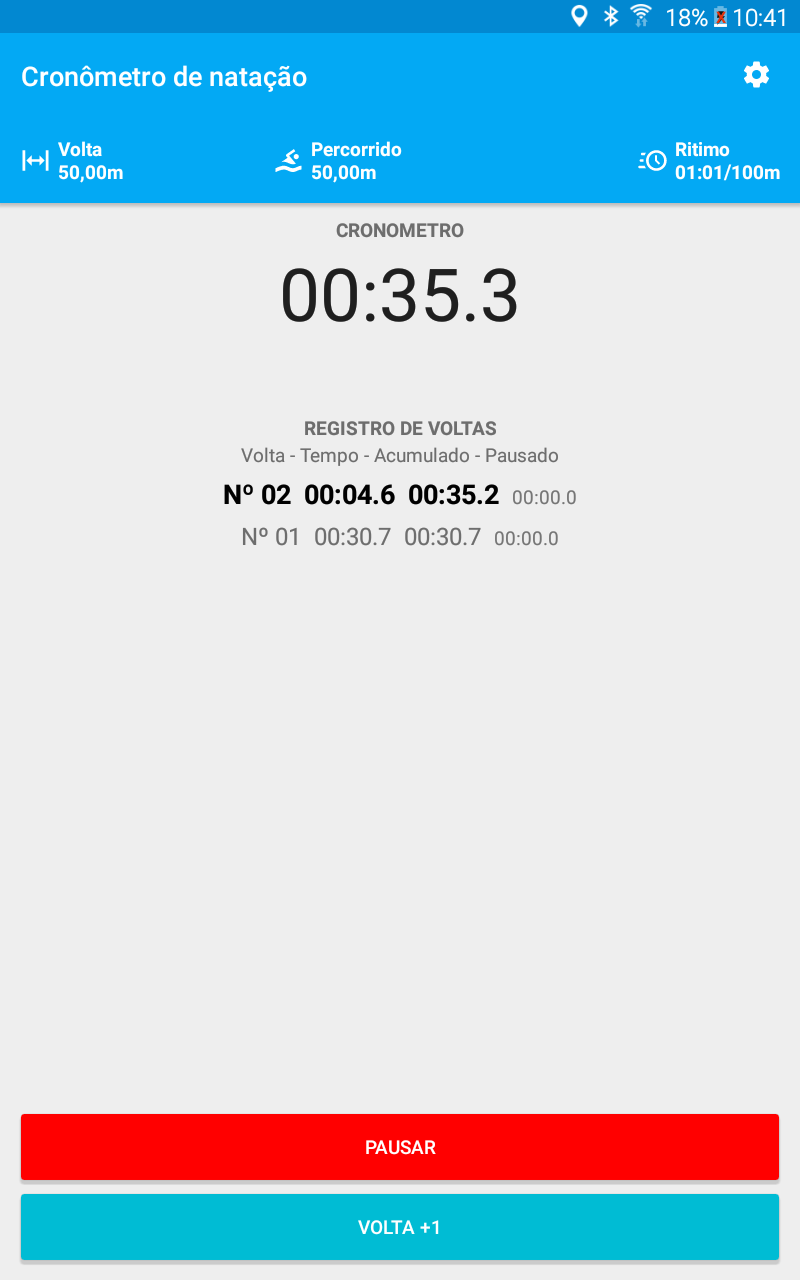 18% 10:41
Cronômetro de natação
Volta
50,00m
Percorrido
50,00m
Ritimo
01:01/100m
CRONOMETRO
00:35.3
REGISTRO DE VOLTAS
Volta - Tempo - Acumulado - Pausado
Nº 02 00:04.6 00:35.2 00:00.0
Nº 01 00:30.7 00:30.7 00:00.0
PAUSAR
VOLTA +1